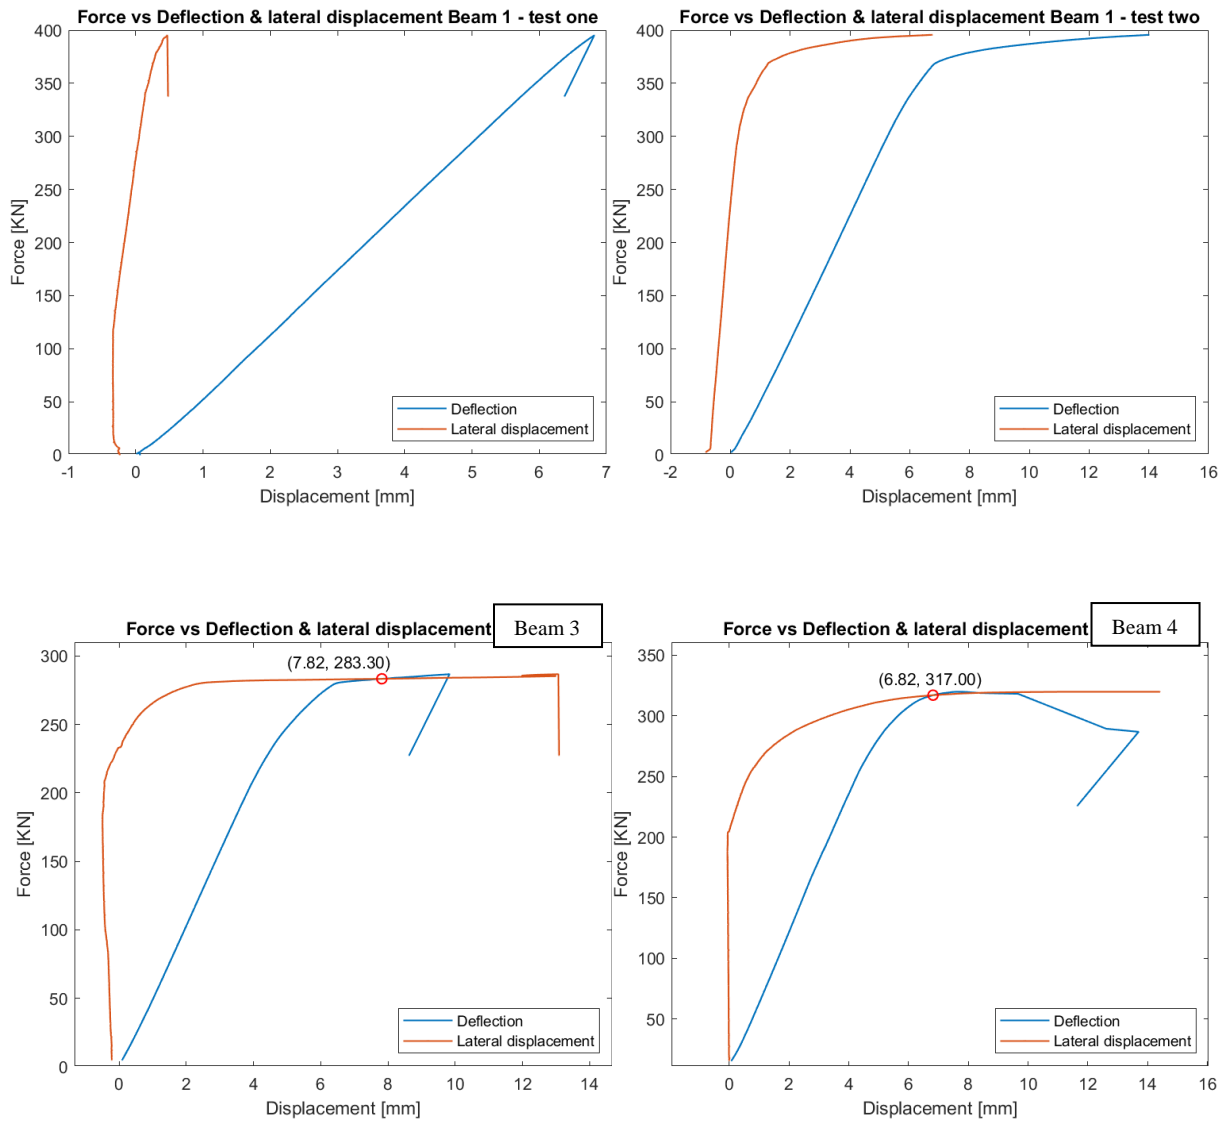 Force vs Deflection & lateral displacement Beam 1 - test one
400
350
300
250
200
150
100
50
0
Force [KN]
Deflection
Lateral displacement
-1 0 1 2 3 4 5 6 7
Displacement [mm]
Force vs Deflection & lateral displacement Beam 1 - test two
400
350
300
250
200
150
100
50
0
Force [KN]
Deflection
Lateral displacement
-2 0 2 4 6 8 10 12 14 16
Displacement [mm]
Force vs Deflection & lateral displacement
Beam 3
(7.82, 283.30)
300
250
200
150
100
50
0
Force [KN]
Deflection
Lateral displacement
0 2 4 6 8 10 12 14
Displacement [mm]
Force vs Deflection & lateral displacement
Beam 4
(6.82, 317.00)
350
300
250
200
150
100
50
Force [KN]
Deflection
Lateral displacement
0 2 4 6 8 10 12 14 16
Displacement [mm]